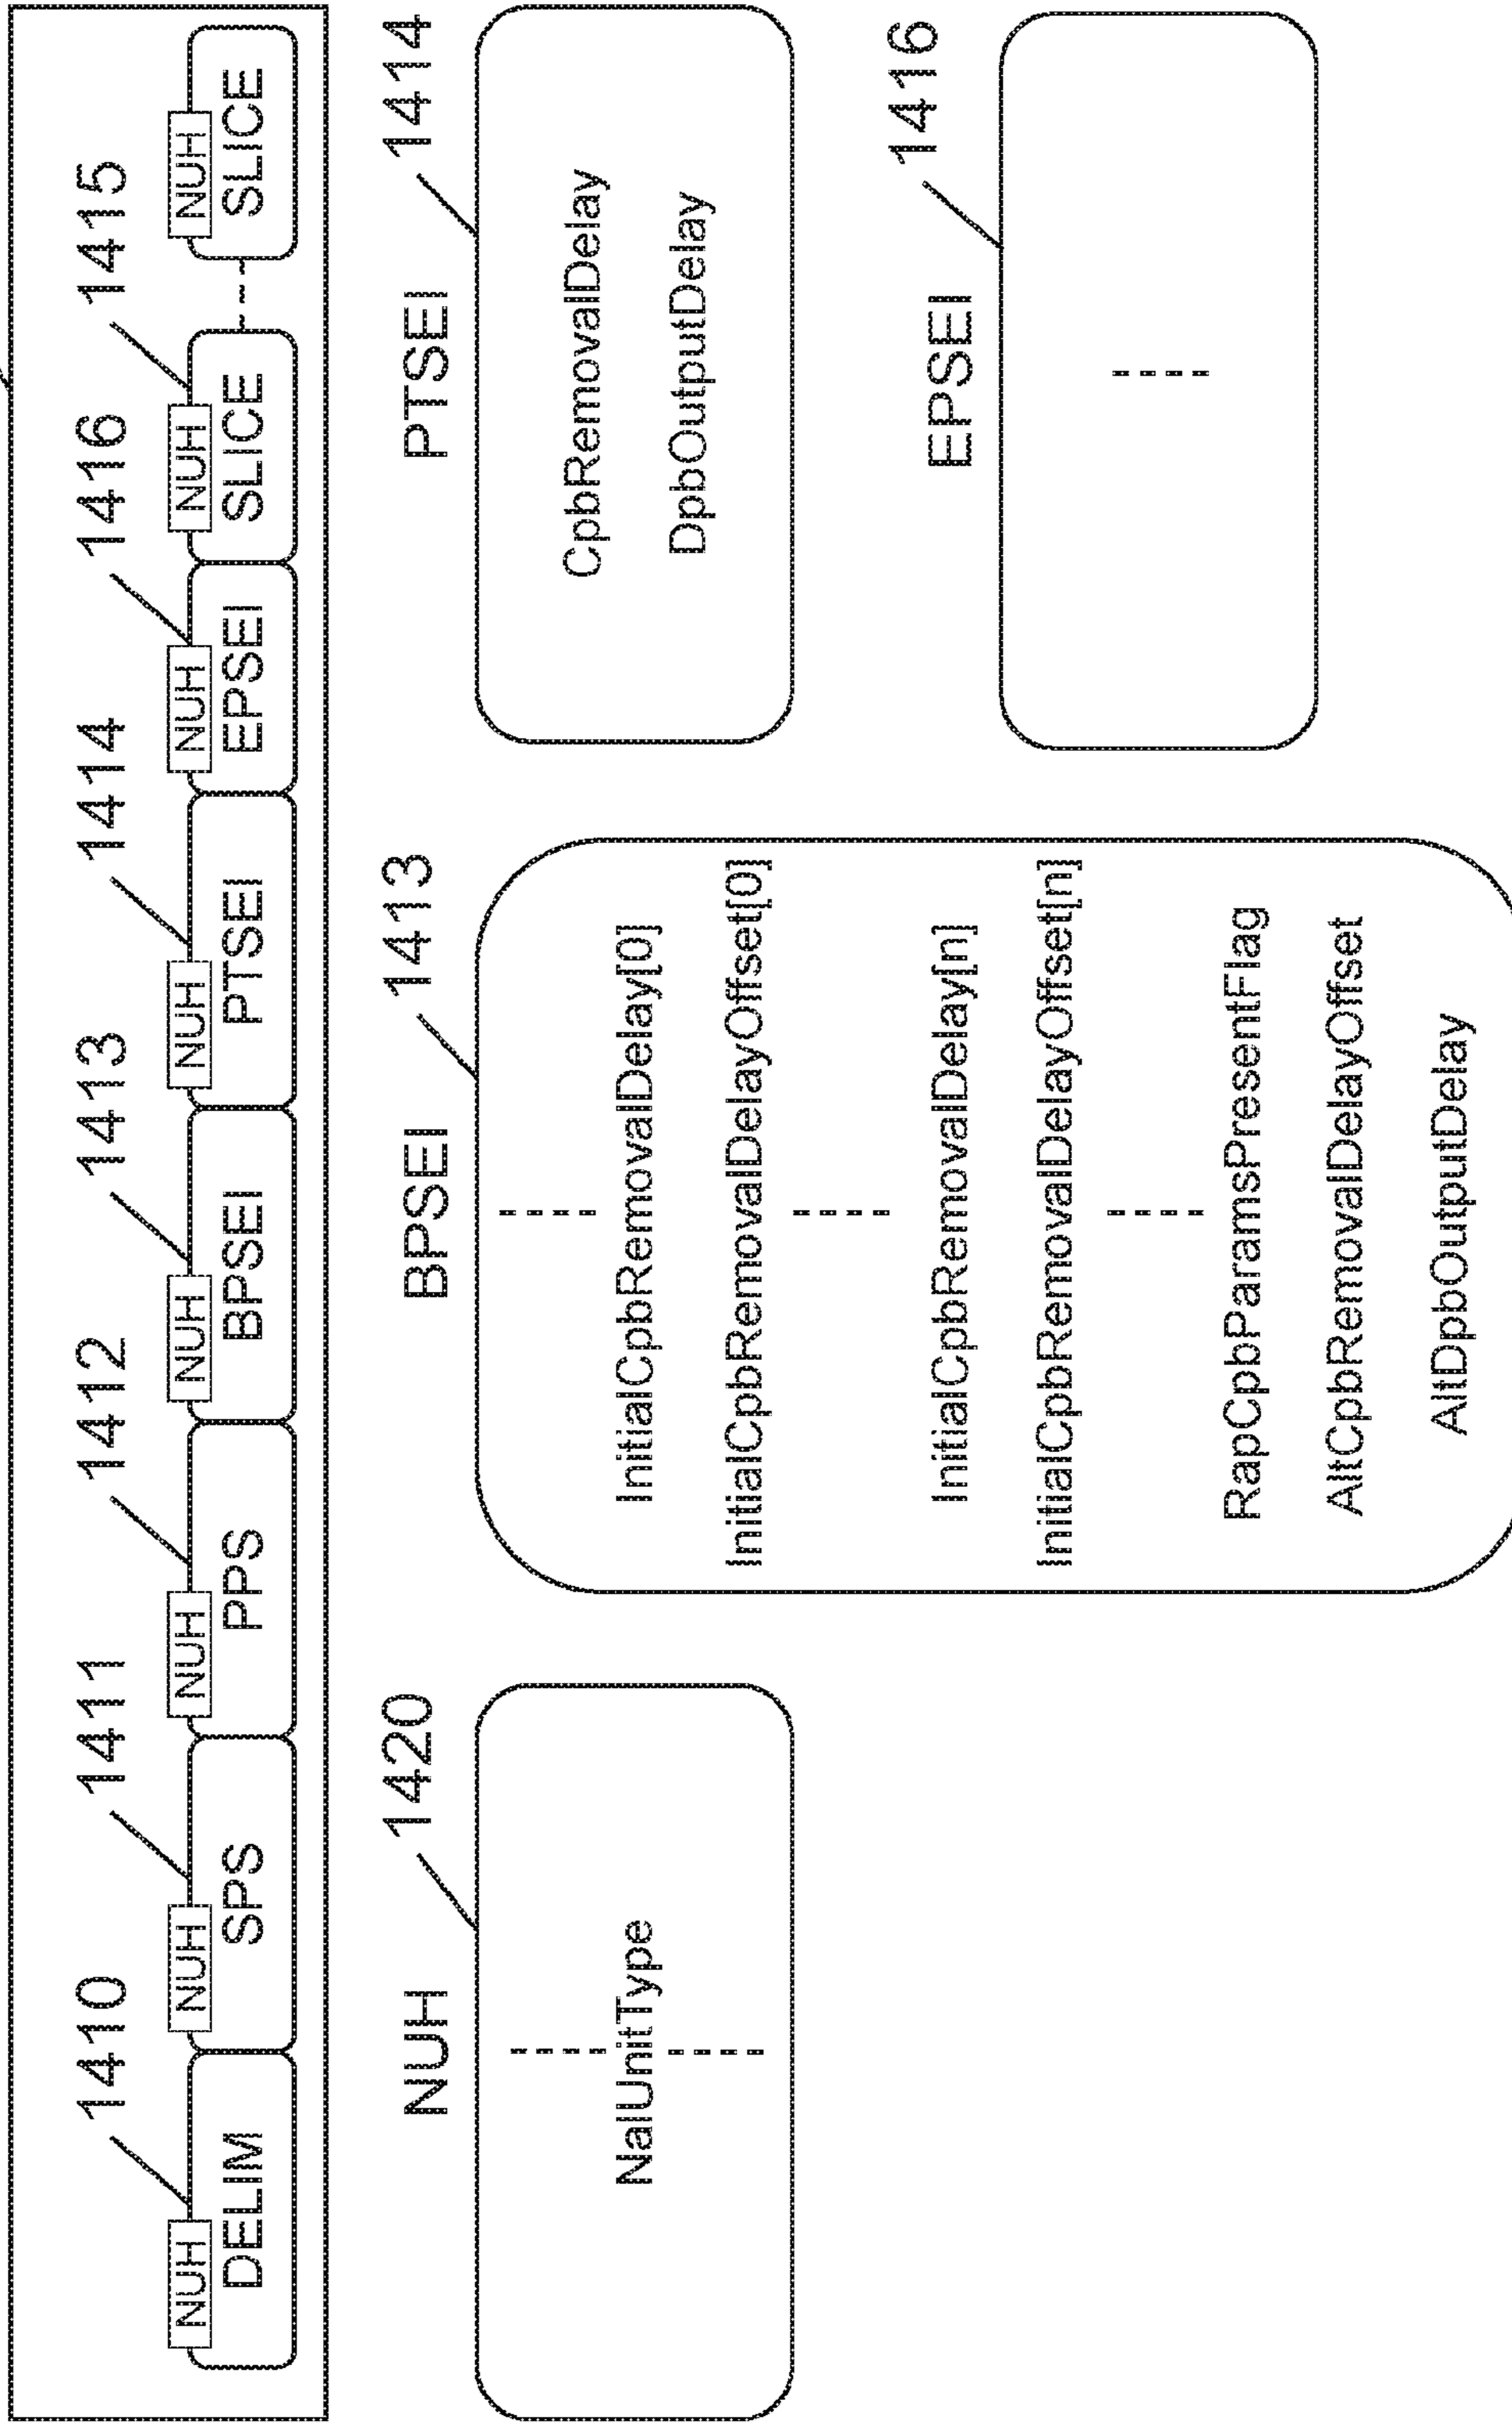 1410 1411 1412 1413 1414 1416 1415
NUH NUH NUH NUH NUH NUH NUH NUH
DELIM SPS PPS BPSEI PTSEI EPSEI SLICE SLICE
NUH 1420
NalUnitType
BPSEI 1413
InitialCpbRemovalDelay[0]
InitialCpbRemovalDelayOffset[0]
InitialCpbRemovalDelay[n]
InitialCpbRemovalDelayOffset[n]
RapCpbParamsPresentFlag
AltCpbRemovalDelayOffset
AltDpbOutputDelay
PTSEI 1414
CpbRemovalDelay
DpbOutputDelay
EPSEI 1416